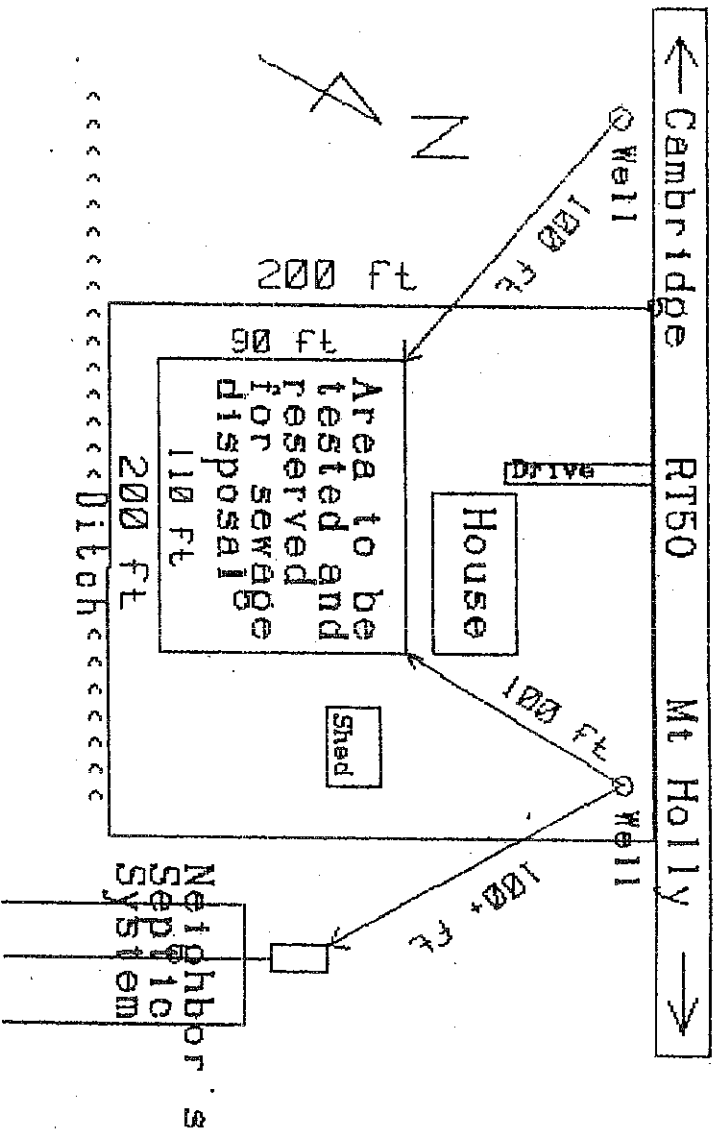 ← Cambridge RT50 Mt Holly →
Well
100 ft
N
200 ft
Drive
House
90 ft
Area to be
tested and
reserved
for sewage
disposal
110 ft
200 ft
Ditch
100 ft
Well
Shed
100+ ft
Neighbor's
Septic
System